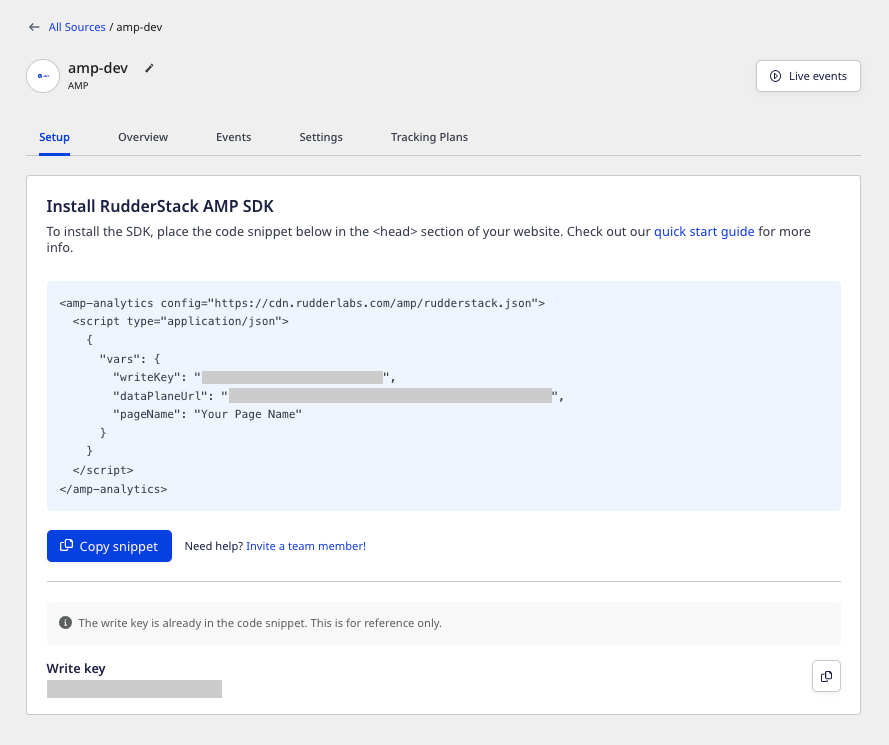 ← All Sources / amp-dev
amp-dev
AMP
Live events
Setup Overview Events Settings Tracking Plans
Install RudderStack AMP SDK
To install the SDK, place the code snippet below in the <head> section of your website. Check out our quick start guide for more
info.
<amp-analytics config="https://cdn.rudderlabs.com/amp/rudderstack.json">
<script type="application/json">
{
"vars": {
"writeKey": "",
"dataPlaneUrl": "",
"pageName": "Your Page Name"
}
}
</script>
</amp-analytics>
Copy snippet Need help? Invite a team member!
The write key is already in the code snippet. This is for reference only.
Write key